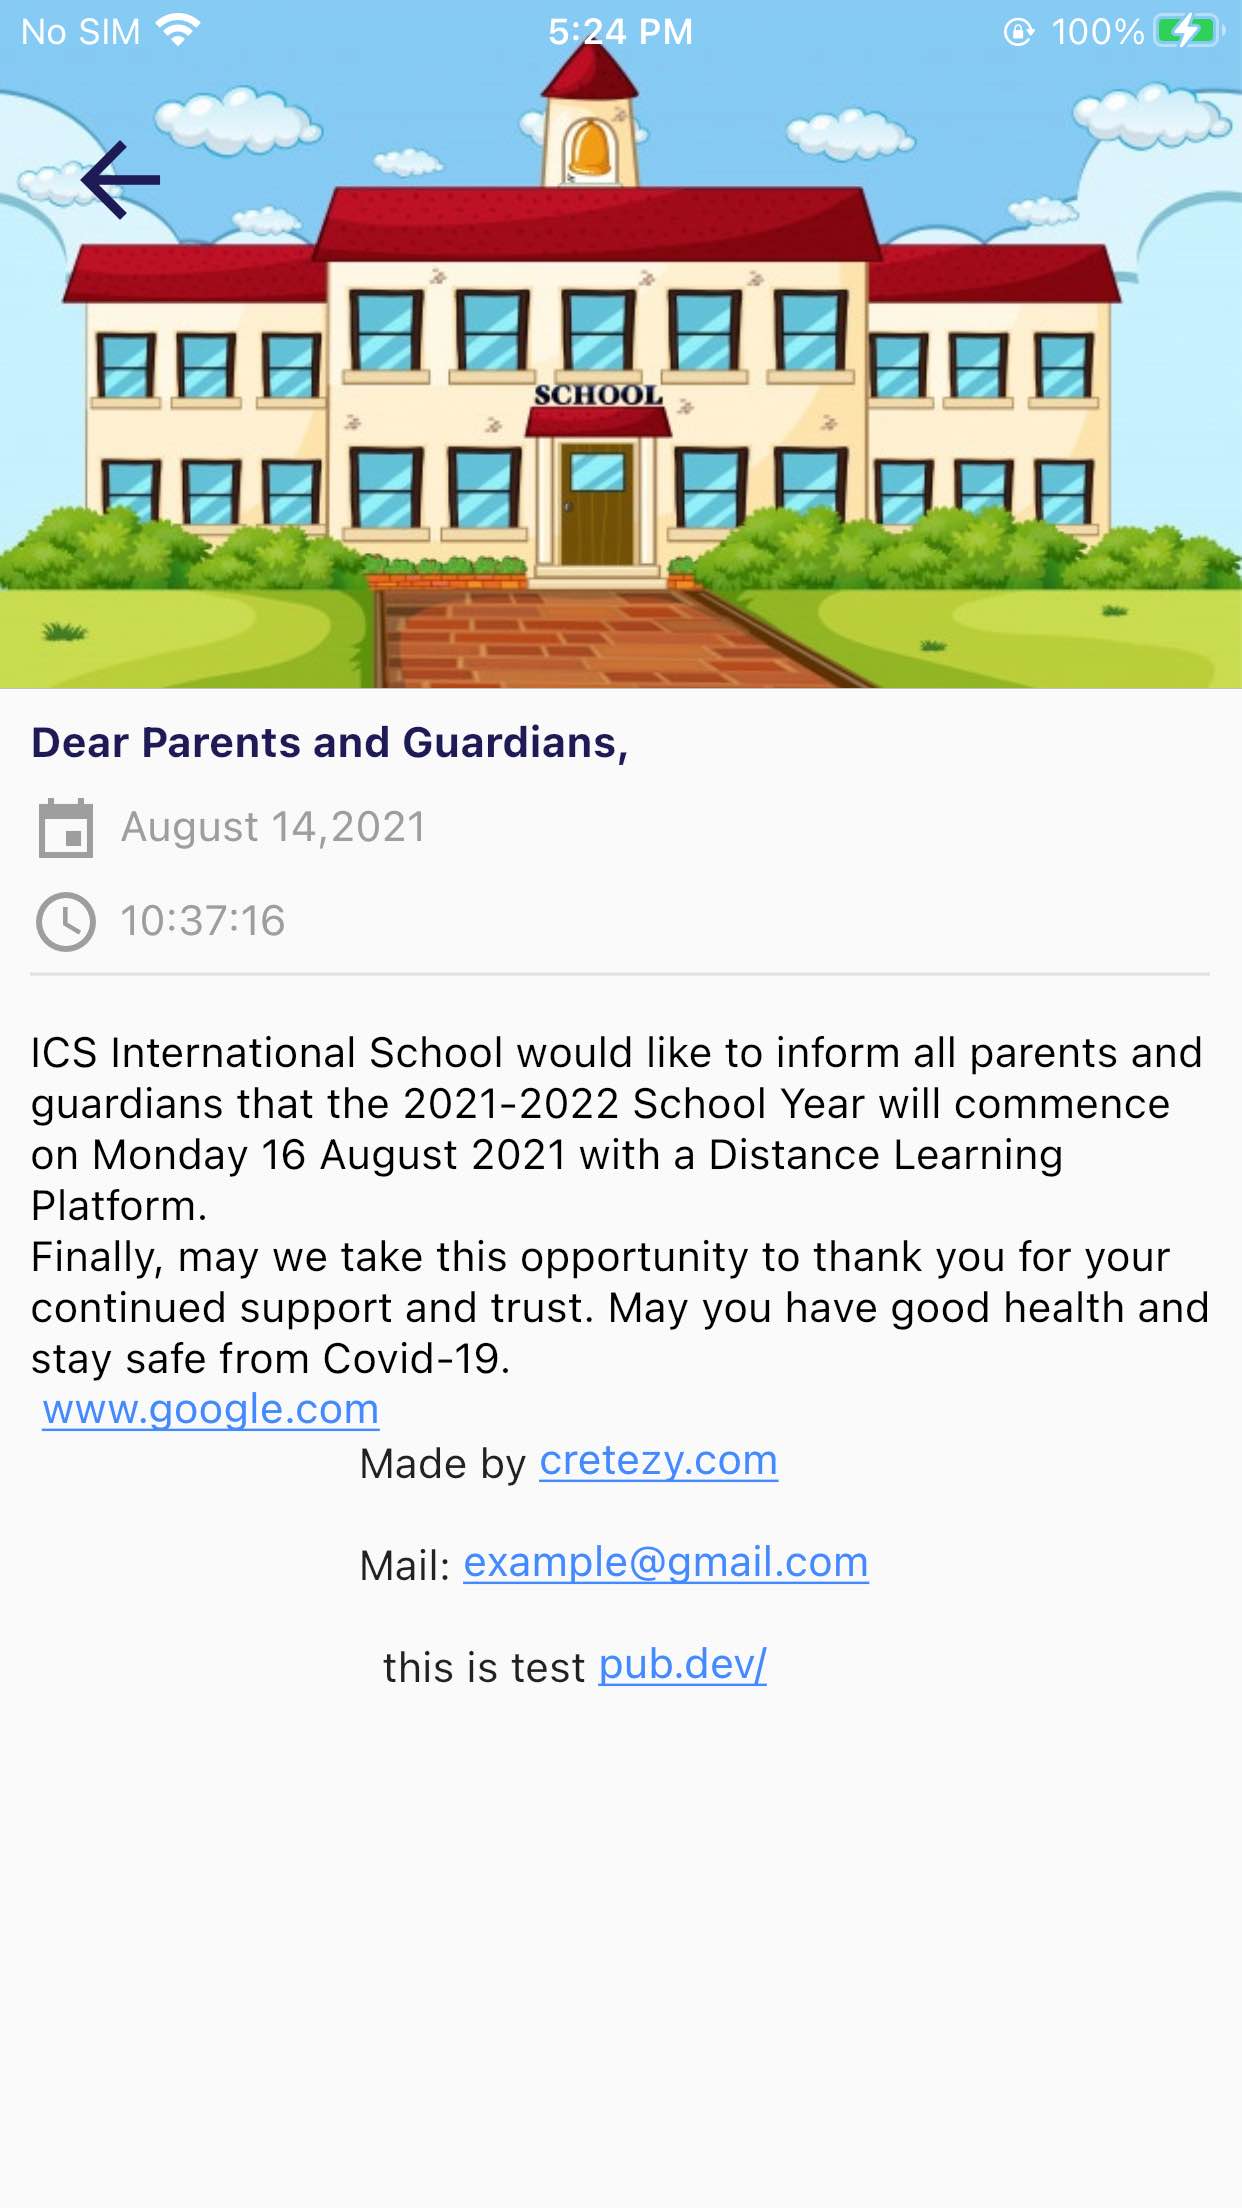 No SIM 5:24 PM 100%
SCHOOL
Dear Parents and Guardians,
August 14,2021
10:37:16
ICS International School would like to inform all parents and
guardians that the 2021-2022 School Year will commence
on Monday 16 August 2021 with a Distance Learning
Platform.
Finally, may we take this opportunity to thank you for your
continued support and trust. May you have good health and
stay safe from Covid-19.
www.google.com
Made by cretezy.com
Mail: example@gmail.com
this is test pub.dev/